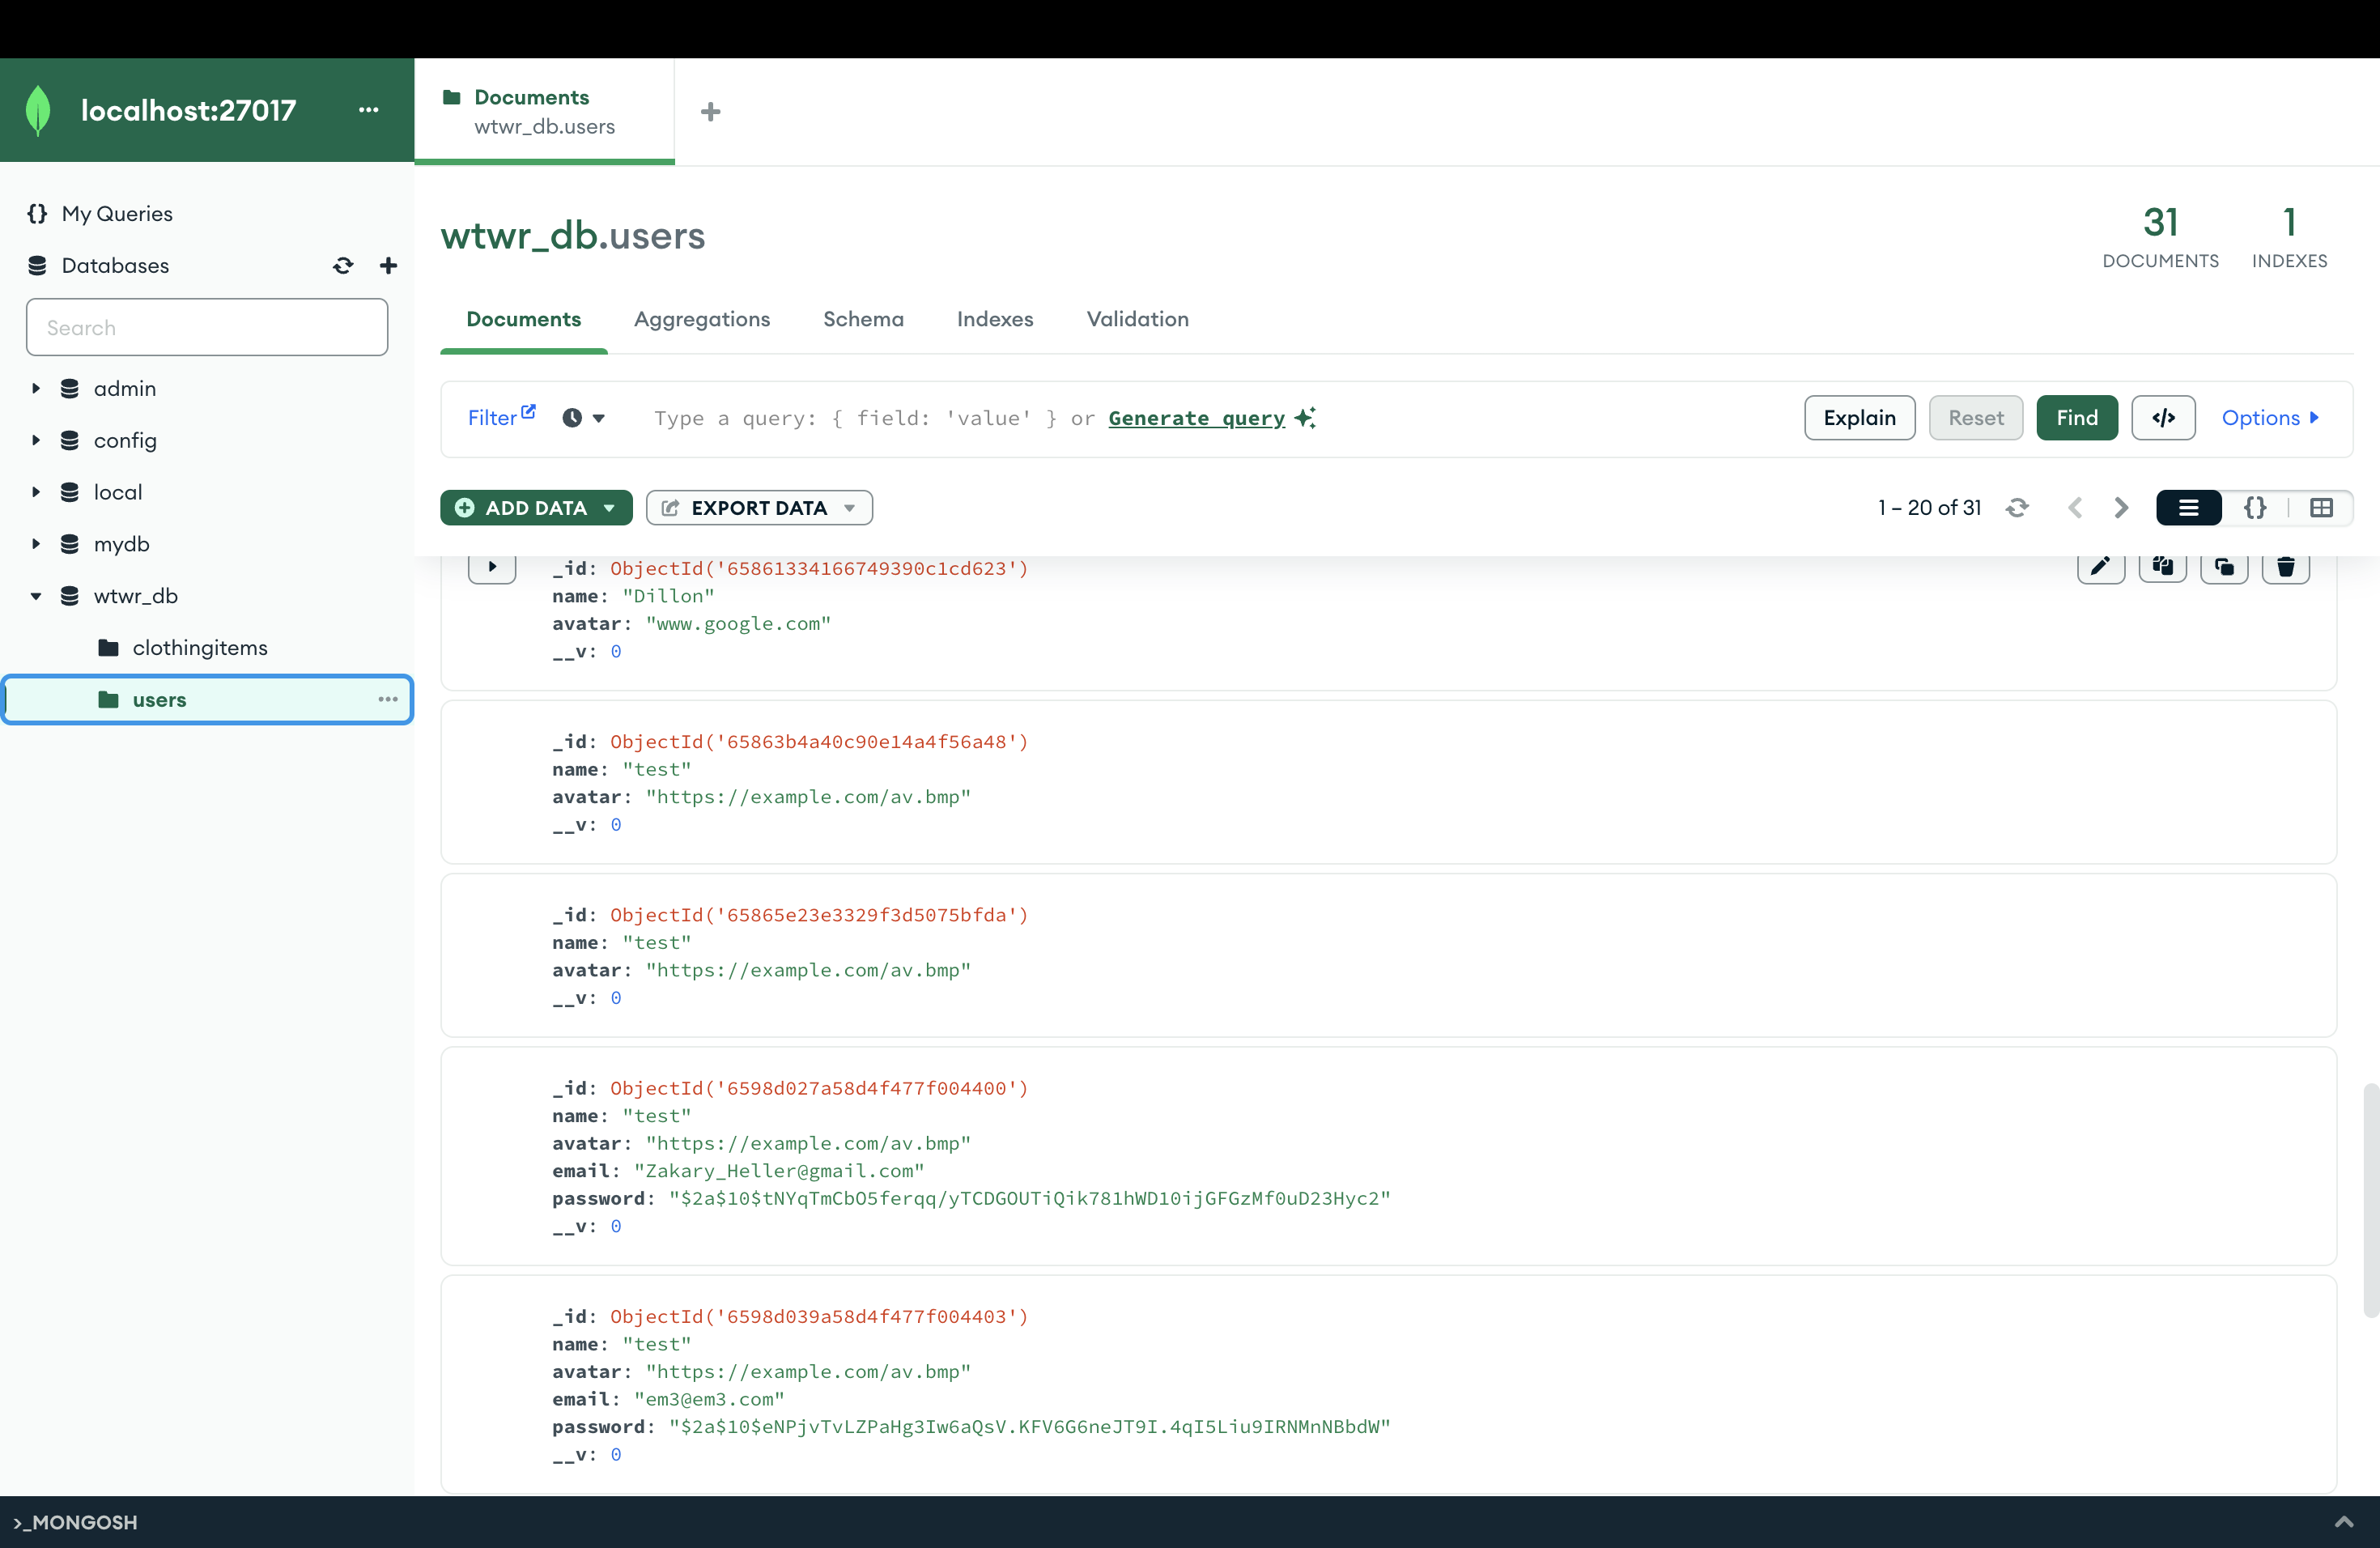 localhost:27017
My Queries
Databases
Search
admin
config
local
mydb
wtwr_db
clothingitems
users
Documents
wtwr_db.users
wtwr_db.users
31
DOCUMENTS
1
INDEXES
Documents
Aggregations
Schema
Indexes
Validation
Filter
Type a query: { field: 'value' } or Generate query
Explain
Reset
Find
</>
Options
ADD DATA
EXPORT DATA
1 – 20 of 31
{}
_id: ObjectId('65861334166749390c1cd623')
name: "Dillon"
avatar: "www.google.com"
__v: 0
_id: ObjectId('65863b4a40c90e14a4f56a48')
name: "test"
avatar: "https://example.com/av.bmp"
__v: 0
_id: ObjectId('65865e23e3329f3d5075bfda')
name: "test"
avatar: "https://example.com/av.bmp"
__v: 0
_id: ObjectId('6598d027a58d4f477f004400')
name: "test"
avatar: "https://example.com/av.bmp"
email: "Zakary_Heller@gmail.com"
password: "$2a$10$tNYqTmCbO5ferqq/yTCDGOUTiQik781hWD10ijGFGzMf0uD23Hyc2"
__v: 0
_id: ObjectId('6598d039a58d4f477f004403')
name: "test"
avatar: "https://example.com/av.bmp"
email: "em3@em3.com"
password: "$2a$10$eNPjvTvLZPaHg3Iw6aQsV.KFV6G6neJT9I.4qI5Liu9IRNMnNBbdW"
__v: 0
>_MONGOSH